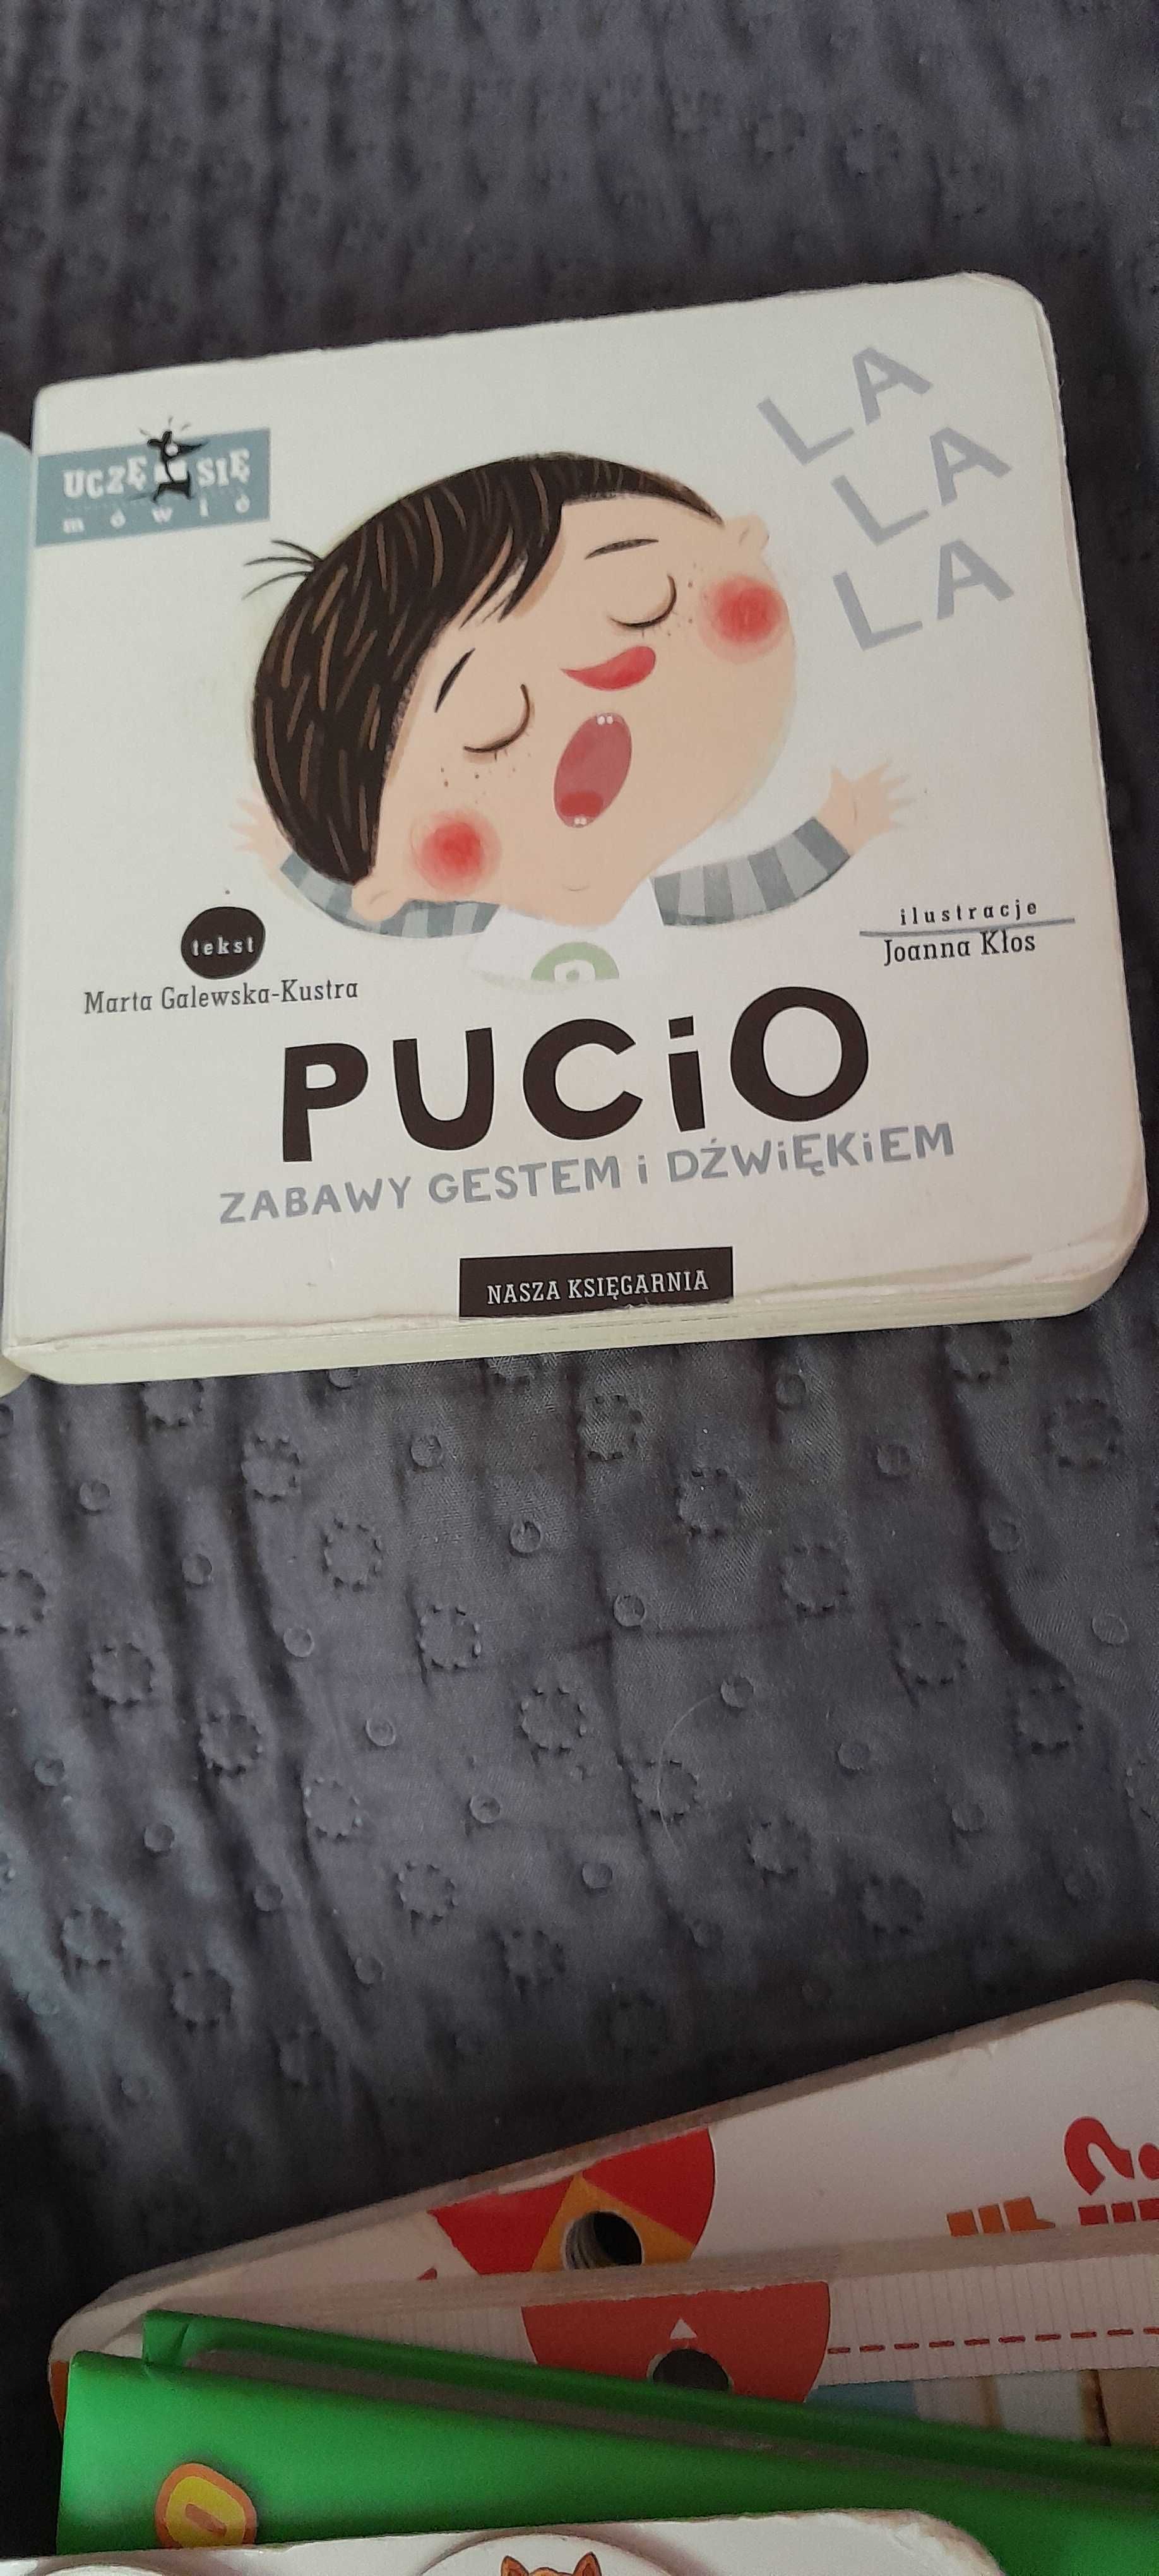 UCZĘ SIĘ
mówić
LA
LA
LA
tekst
Marta Galewska-Kustra
ilustracje
Joanna Kłos
PUCiO
ZABAWY GESTEM i DŹWiĘKiEM
NASZA KSIĘGARNIA